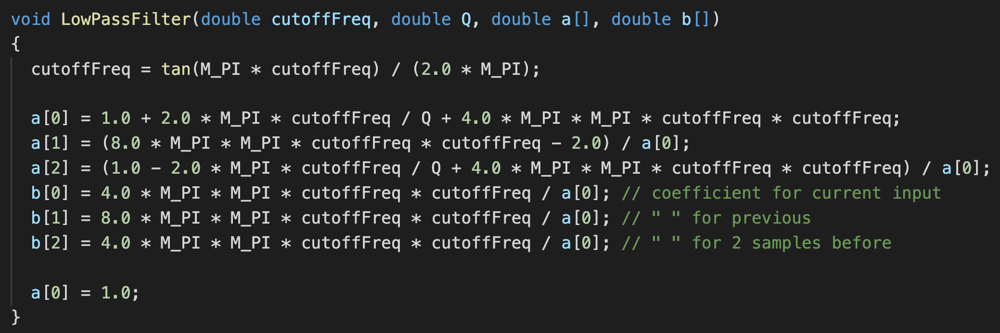 void LowPassFilter(double cutoffFreq, double Q, double a[], double b[])
{
cutoffFreq = tan(M_PI * cutoffFreq) / (2.0 * M_PI);
a[0] = 1.0 + 2.0 * M_PI * cutoffFreq / Q + 4.0 * M_PI * M_PI * cutoffFreq * cutoffFreq;
a[1] = (8.0 * M_PI * M_PI * cutoffFreq * cutoffFreq - 2.0) / a[0];
a[2] = (1.0 - 2.0 * M_PI * cutoffFreq / Q + 4.0 * M_PI * M_PI * cutoffFreq * cutoffFreq) / a[0];
b[0] = 4.0 * M_PI * M_PI * cutoffFreq * cutoffFreq / a[0]; // coefficient for current input
b[1] = 8.0 * M_PI * M_PI * cutoffFreq * cutoffFreq / a[0]; // " " for previous
b[2] = 4.0 * M_PI * M_PI * cutoffFreq * cutoffFreq / a[0]; // " " for 2 samples before
a[0] = 1.0;
}